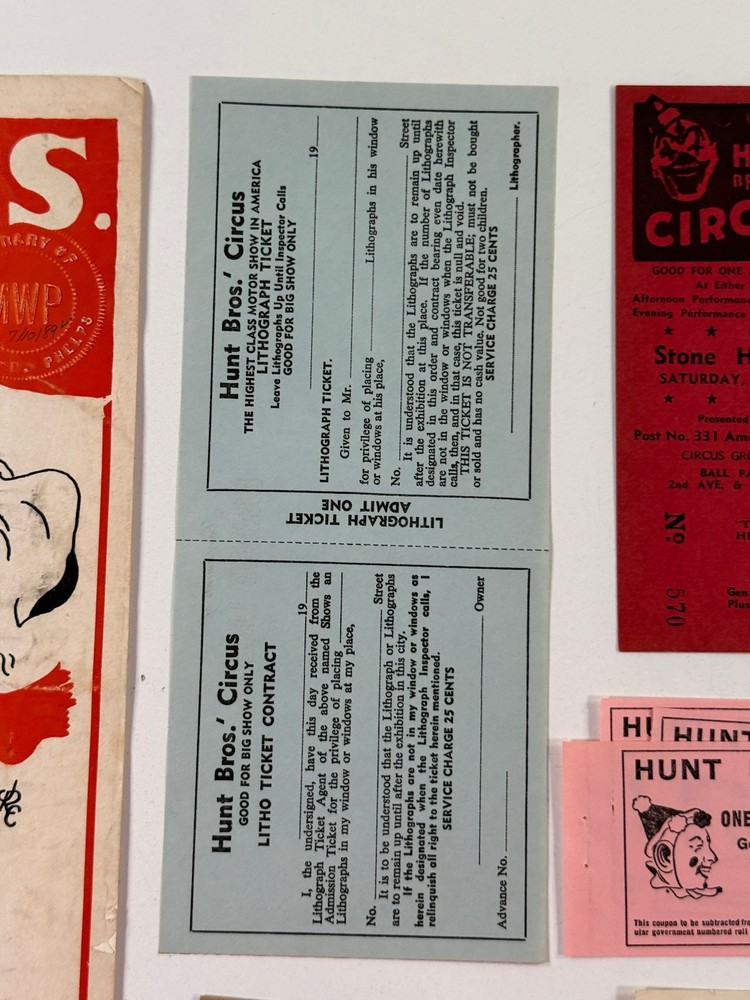 S.
RARY OF
MWP
7/10/89
D. PHELPS
Hunt Bros.' Circus
THE HIGHEST CLASS MOTOR SHOW IN AMERICA
LITHOGRAPH TICKET
Leave Lithographs Up Until Inspector Calls
GOOD FOR BIG SHOW ONLY
19
LITHOGRAPH TICKET.
Given to Mr.
for privilege of placing Lithographs in his window
or windows at his place,
No. Street
It is understood that the Lithographs are to remain up until
after the exhibition at this place. If the number of Lithographs
designated in this order and contract bearing even date herewith
are not in the window or windows when the Lithograph Inspector
calls, then, and in that case, this ticket is null and void.
THIS TICKET IS NOT TRANSFERABLE; must not be bought
or sold and has no cash value. Not good for two children.
SERVICE CHARGE 25 CENTS
Lithographer.
LITHOGRAPH TICKET
ADMIT ONE
Hunt Bros.' Circus
GOOD FOR BIG SHOW ONLY
LITHO TICKET CONTRACT
19
I, the undersigned, have this day received from the
Lithograph Ticket Agent of the above named Shows an
Admission Ticket for the privilege of placing
Lithographs in my window or windows at my place,
No. Street
It is to be understood that the Lithograph or Lithographs
are to remain up until after the exhibition in this city.
If the Lithographs are not in my window or windows as
herein designated when the Lithograph Inspector calls, I
relinquish all right to the ticket herein mentioned.
SERVICE CHARGE 25 CENTS
Owner
Advance No.
H
BR
CIRC
GOOD FOR ONE
At Either
Afternoon Performan
Evening Performance
Stone H
SATURDAY,
Presented
Post No. 331 Ame
CIRCUS GRO
BALL PA
2nd AVE. &
No. 570
T
HU
Gen.
Plus
HU
HUNT
HUNT
ONE
Go
This coupon to be subtracted fro
ular government numbered roll